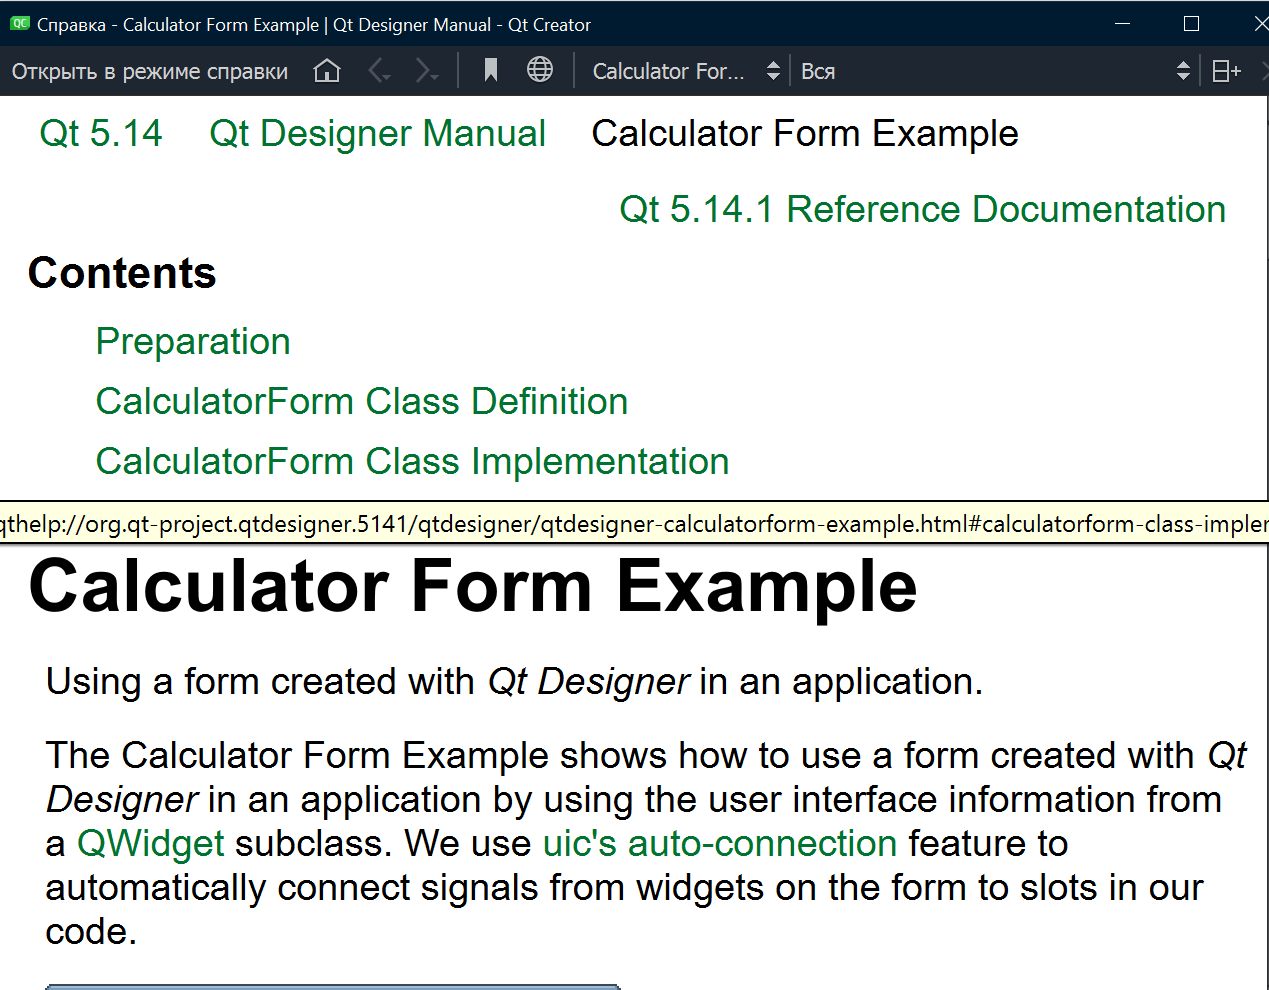 Справка - Calculator Form Example | Qt Designer Manual - Qt Creator
Открыть в режиме справки
Calculator For...
Вся
Qt 5.14 Qt Designer Manual Calculator Form Example
Qt 5.14.1 Reference Documentation
Contents
Preparation
CalculatorForm Class Definition
CalculatorForm Class Implementation
qthelp://org.qt-project.qtdesigner.5141/qtdesigner/qtdesigner-calculatorform-example.html#calculatorform-class-implem
Calculator Form Example
Using a form created with Qt Designer in an application.
The Calculator Form Example shows how to use a form created with Qt
Designer in an application by using the user interface information from
a QWidget subclass. We use uic's auto-connection feature to
automatically connect signals from widgets on the form to slots in our
code.